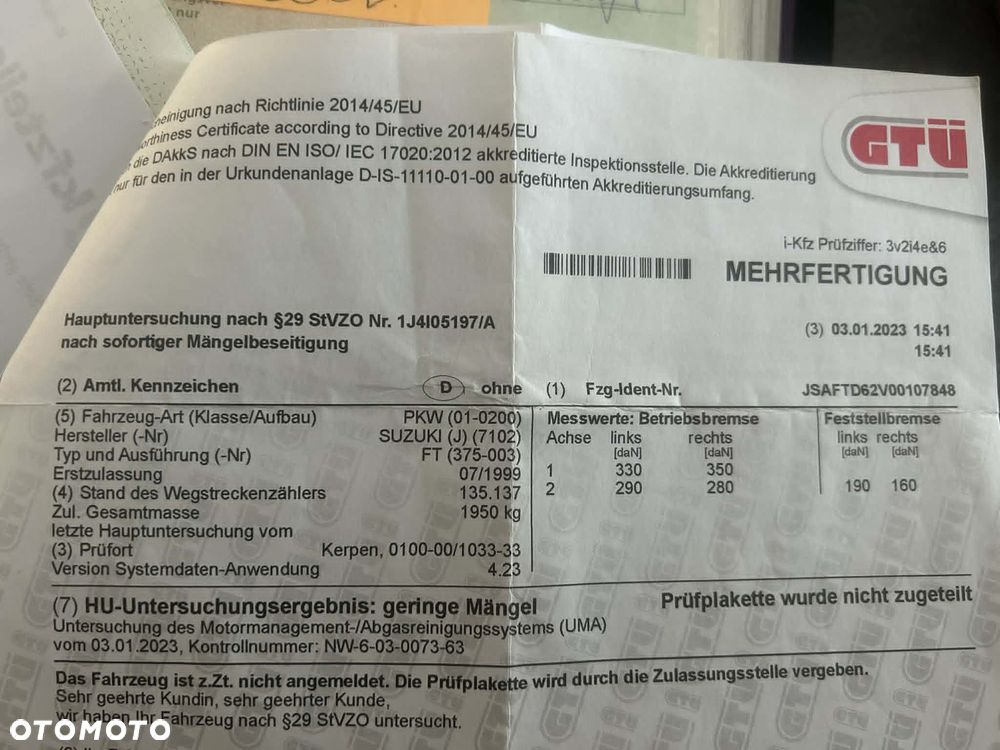 nur
einigung nach Richtlinie 2014/45/EU
orthiness Certificate according to Directive 2014/45/EU
die DAkkS nach DIN EN ISO/ IEC 17020:2012 akkreditierte Inspektionsstelle. Die Akkreditierung
nur für den in der Urkundenanlage D-IS-11110-01-00 aufgeführten Akkreditierungsumfang.
GTÜ
i-Kfz Prüfziffer: 3v2i4e&6
MEHRFERTIGUNG
Hauptuntersuchung nach §29 StVZO Nr. 1J4I05197/A
nach sofortiger Mängelbeseitigung
(3) 03.01.2023 15:41
15:41
(2) Amtl. Kennzeichen D ohne (1) Fzg-Ident-Nr. JSAFTD62V00107848
(5) Fahrzeug-Art (Klasse/Aufbau) PKW (01-0200)
Hersteller (-Nr) SUZUKI (J) (7102)
Typ und Ausführung (-Nr) FT (375-003)
Erstzulassung 07/1999
(4) Stand des Wegstreckenzählers 135.137
Zul. Gesamtmasse 1950 kg
letzte Hauptuntersuchung vom
(3) Prüfort Kerpen, 0100-00/1033-33
Version Systemdaten-Anwendung 4.23
Messwerte: Betriebsbremse Feststellbremse
Achse links rechts links rechts
[daN] [daN] [daN] [daN]
1 330 350
2 290 280 190 160
(7) HU-Untersuchungsergebnis: geringe Mängel Prüfplakette wurde nicht zugeteilt
Untersuchung des Motormanagement-/Abgasreinigungssystems (UMA)
vom 03.01.2023, Kontrollnummer: NW-6-03-0073-63
Das Fahrzeug ist z.Zt. nicht angemeldet. Die Prüfplakette wird durch die Zulassungsstelle vergeben.
Sehr geehrte Kundin, sehr geehrter Kunde,
wir haben Ihr Fahrzeug nach §29 StVZO untersucht.
OTOMOTO